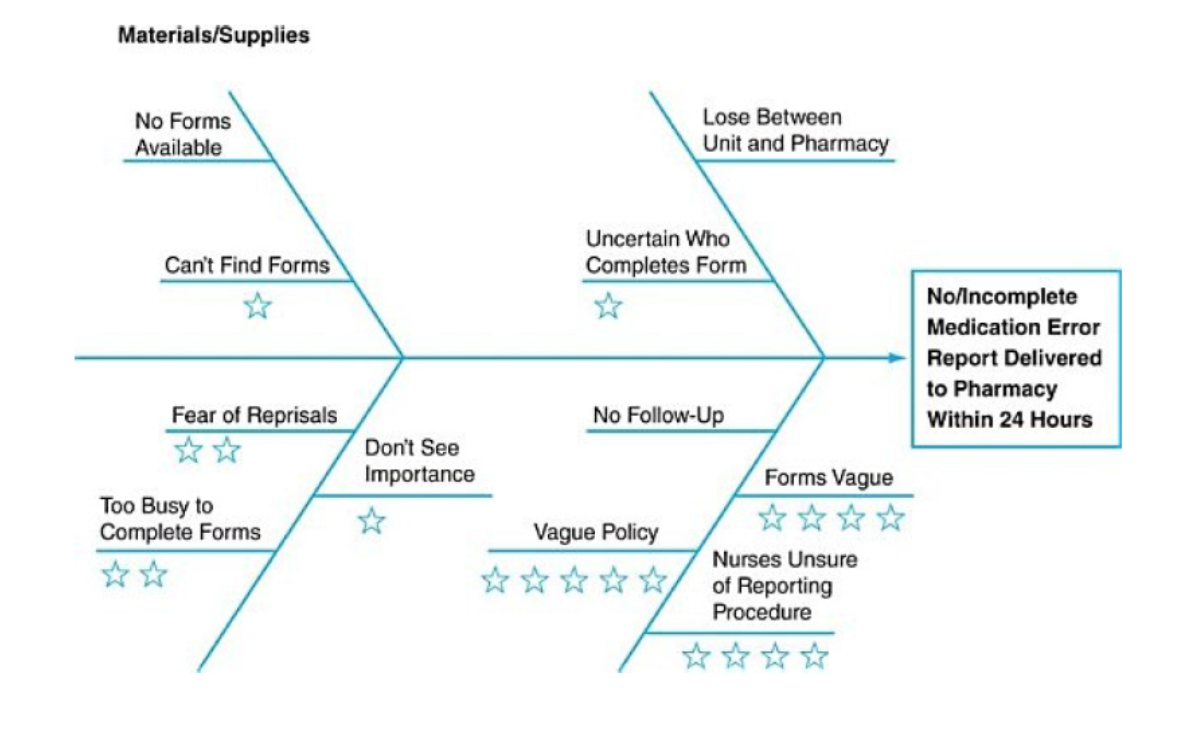 Materials/Supplies
No Forms
Available
Lose Between
Unit and Pharmacy
Can't Find Forms
Uncertain Who
Completes Form
No/Incomplete
Medication Error
Report Delivered
to Pharmacy
Within 24 Hours
Fear of Reprisals
Don't See
Importance
Too Busy to
Complete Forms
No Follow-Up
Forms Vague
Vague Policy
Nurses Unsure
of Reporting
Procedure